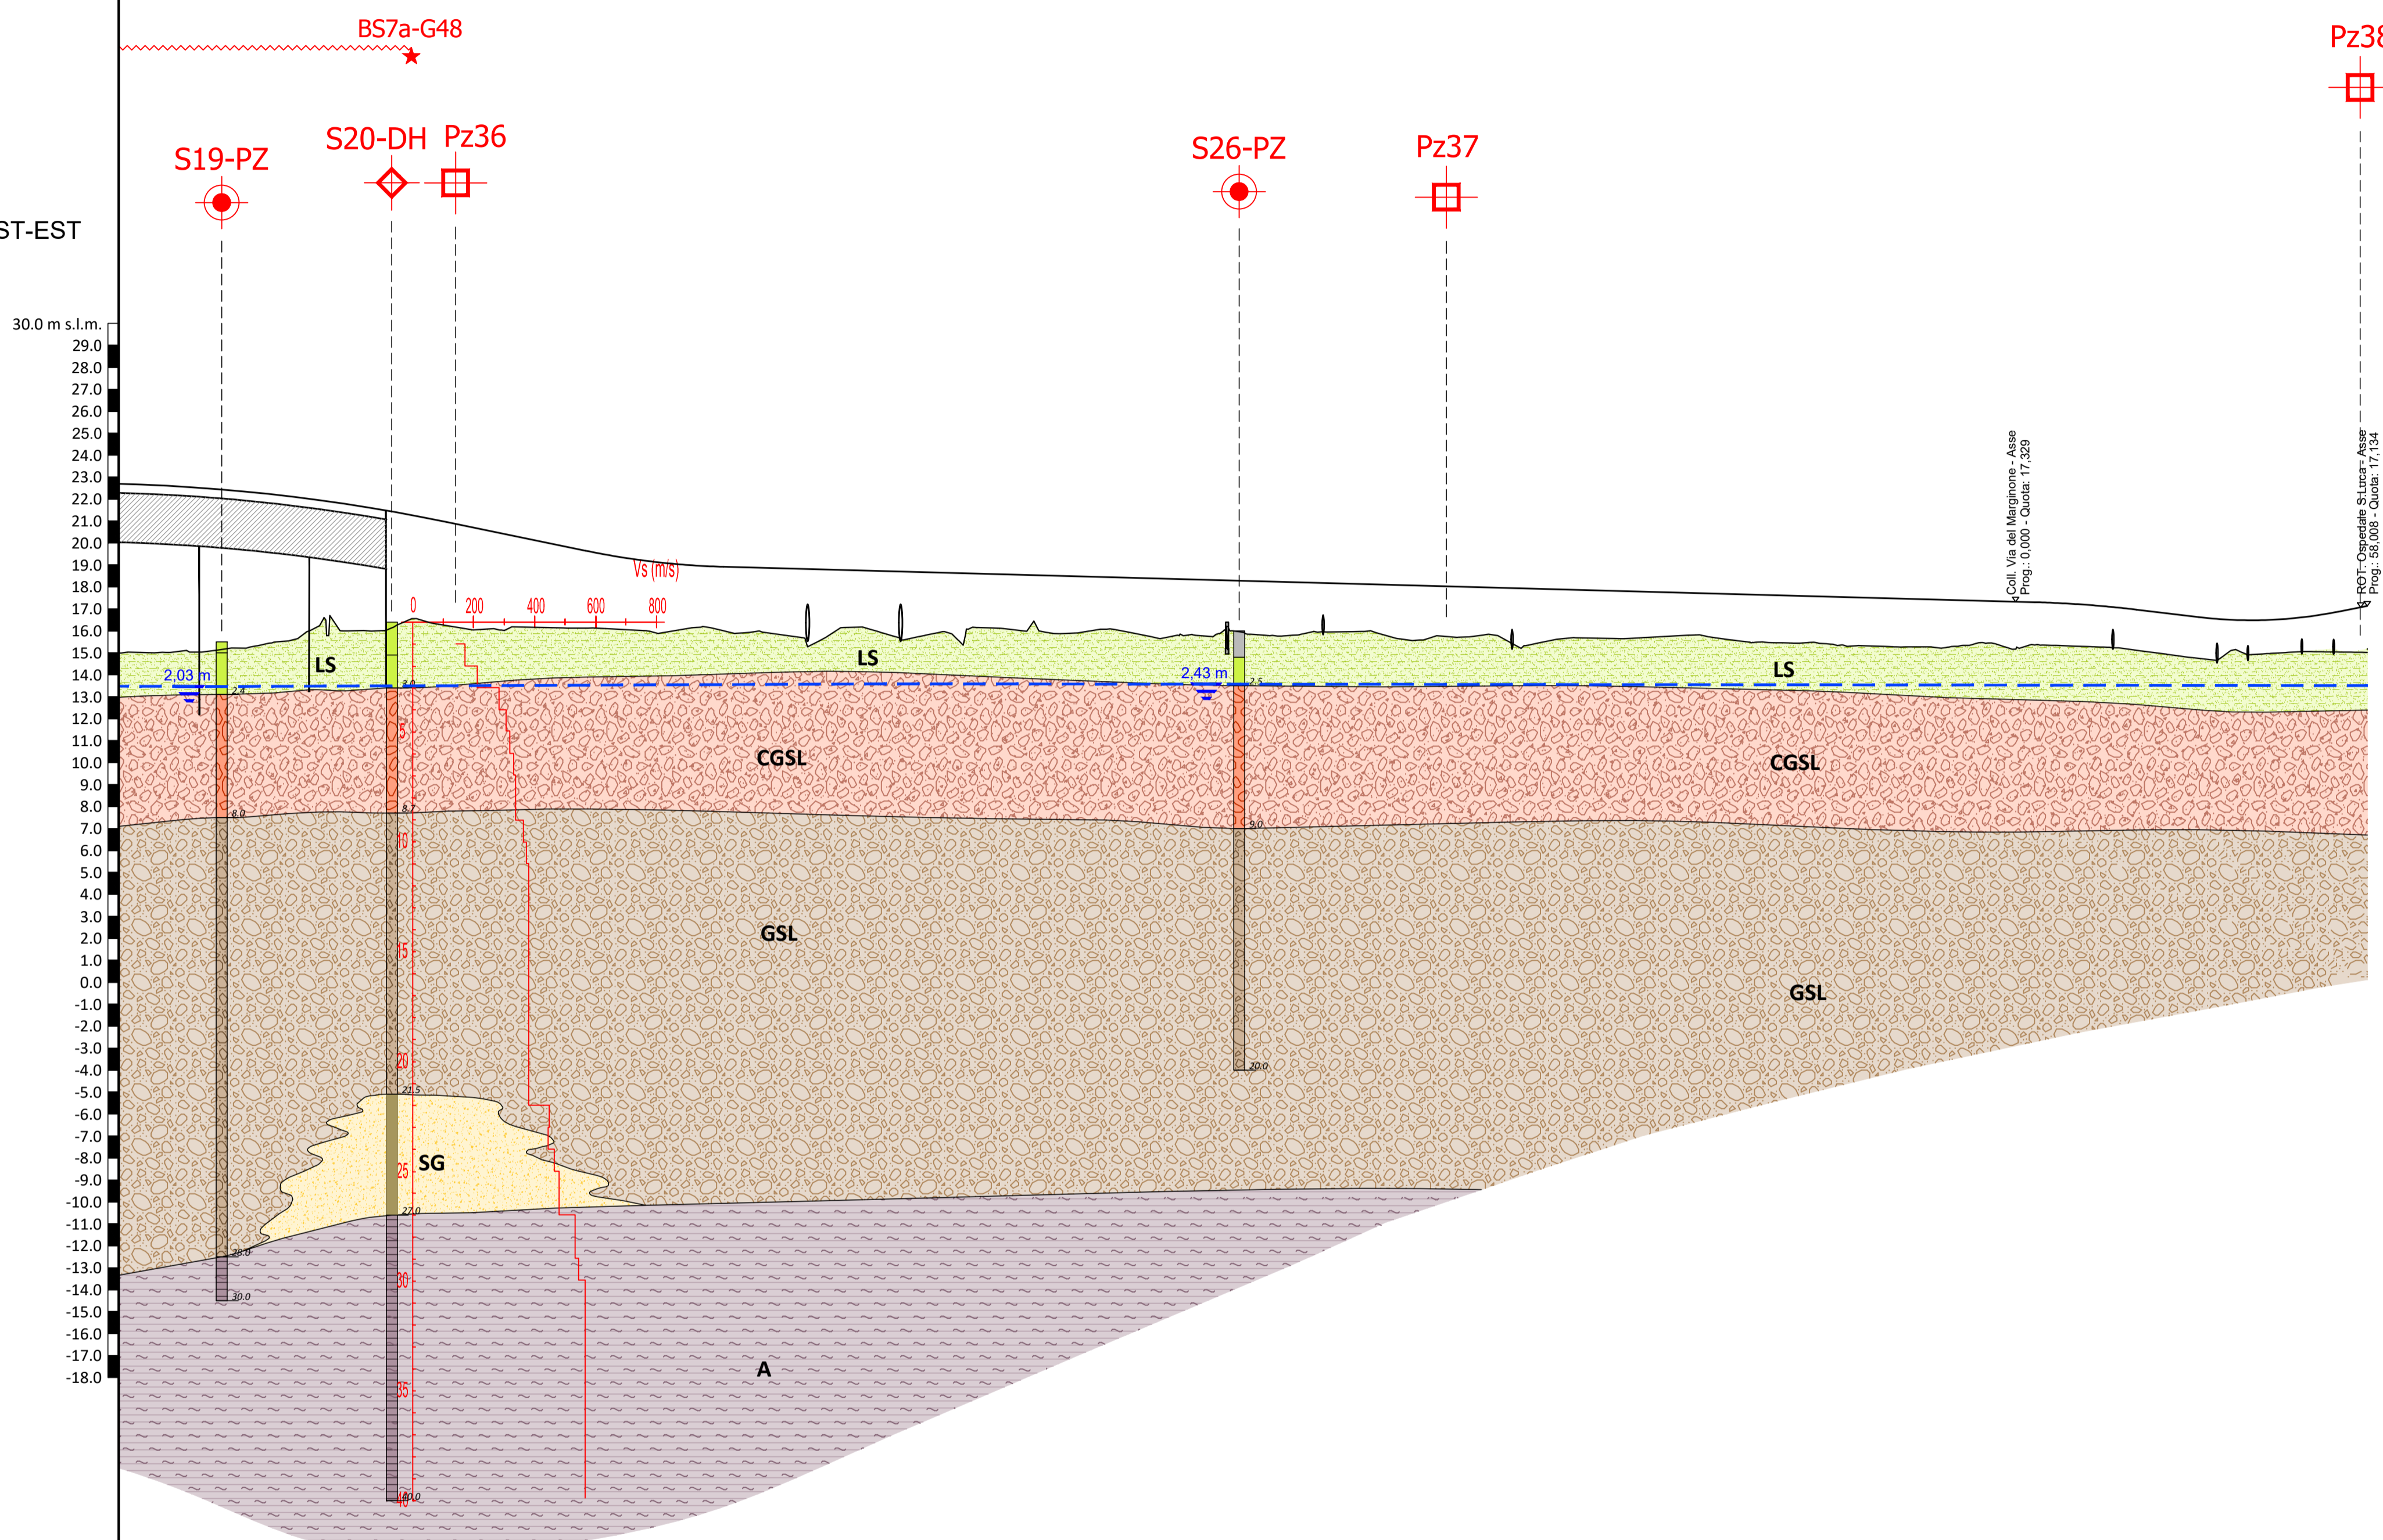 BS7a-G48
Pz38
S19-PZ
S20-DH
Pz36
S26-PZ
Pz37
ST-EST
30.0 m s.l.m.
29.0
28.0
27.0
26.0
25.0
24.0
23.0
22.0
21.0
20.0
19.0
18.0
17.0
16.0
15.0
14.0
13.0
12.0
11.0
10.0
9.0
8.0
7.0
6.0
5.0
4.0
3.0
2.0
1.0
0.0
-1.0
-2.0
-3.0
-4.0
-5.0
-6.0
-7.0
-8.0
-9.0
-10.0
-11.0
-12.0
-13.0
-14.0
-15.0
-16.0
-17.0
-18.0
Coll. Via del Marginone - Asse
Prog.: 0,000 - Quota: 17,329
ROT. Ospedale S.Luca - Asse
Prog.: 58,008 - Quota: 17,134
Vs (m/s)
0 200 400 600 800
LS
LS
LS
2,03 m
2,43 m
2.4
3.0
2.5
5
CGSL
CGSL
8.0
8.7
9.0
10
GSL
15
GSL
20
20.0
21.5
SG
25
27.0
28.0
30
30.0
A
35
40
40.0